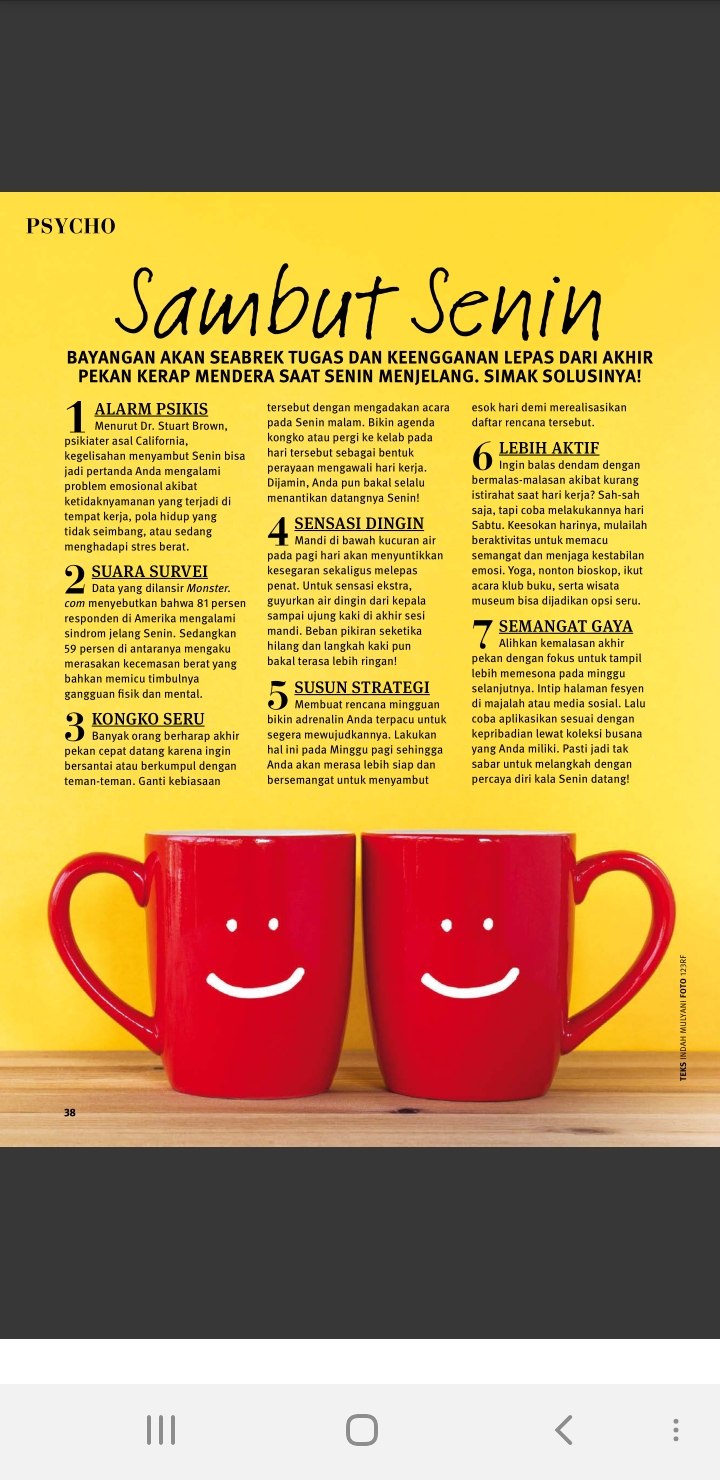 PSYCHO
Sambut Senin
BAYANGAN AKAN SEABREK TUGAS DAN KEENGGANAN LEPAS DARI AKHIR
PEKAN KERAP MENDERA SAAT SENIN MENJELANG. SIMAK SOLUSINYA!
1 ALARM PSIKIS
Menurut Dr. Stuart Brown,
psikiater asal California,
kegelisahan menyambut Senin bisa
jadi pertanda Anda mengalami
problem emosional akibat
ketidaknyamanan yang terjadi di
tempat kerja, pola hidup yang
tidak seimbang, atau sedang
menghadapi stres berat.
2 SUARA SURVEI
Data yang dilansir Monster.
com menyebutkan bahwa 81 persen
responden di Amerika mengalami
sindrom jelang Senin. Sedangkan
59 persen di antaranya mengaku
merasakan kecemasan berat yang
bahkan memicu timbulnya
gangguan fisik dan mental.
3 KONGKO SERU
Banyak orang berharap akhir
pekan cepat datang karena ingin
bersantai atau berkumpul dengan
teman-teman. Ganti kebiasaan
tersebut dengan mengadakan acara
pada Senin malam. Bikin agenda
kongko atau pergi ke kelab pada
hari tersebut sebagai bentuk
perayaan mengawali hari kerja.
Dijamin, Anda pun bakal selalu
menantikan datangnya Senin!
4 SENSASI DINGIN
Mandi di bawah kucuran air
pada pagi hari akan menyuntikkan
kesegaran sekaligus melepas
penat. Untuk sensasi ekstra,
guyurkan air dingin dari kepala
sampai ujung kaki di akhir sesi
mandi. Beban pikiran seketika
hilang dan langkah kaki pun
bakal terasa lebih ringan!
5 SUSUN STRATEGI
Membuat rencana mingguan
bikin adrenalin Anda terpacu untuk
segera mewujudkannya. Lakukan
hal ini pada Minggu pagi sehingga
Anda akan merasa lebih siap dan
bersemangat untuk menyambut
esok hari demi merealisasikan
daftar rencana tersebut.
6 LEBIH AKTIF
Ingin balas dendam dengan
bermalas-malasan akibat kurang
istirahat saat hari kerja? Sah-sah
saja, tapi coba melakukannya hari
Sabtu. Keesokan harinya, mulailah
beraktivitas untuk memacu
semangat dan menjaga kestabilan
emosi. Yoga, nonton bioskop, ikut
acara klub buku, serta wisata
museum bisa dijadikan opsi seru.
7 SEMANGAT GAYA
Alihkan kemalasan akhir
pekan dengan fokus untuk tampil
lebih memesona pada minggu
selanjutnya. Intip halaman fesyen
di majalah atau media sosial. Lalu
coba aplikasikan sesuai dengan
kepribadian lewat koleksi busana
yang Anda miliki. Pasti jadi tak
sabar untuk melangkah dengan
percaya diri kala Senin datang!
TEKS INDAH MULYANI FOTO 123RF
38